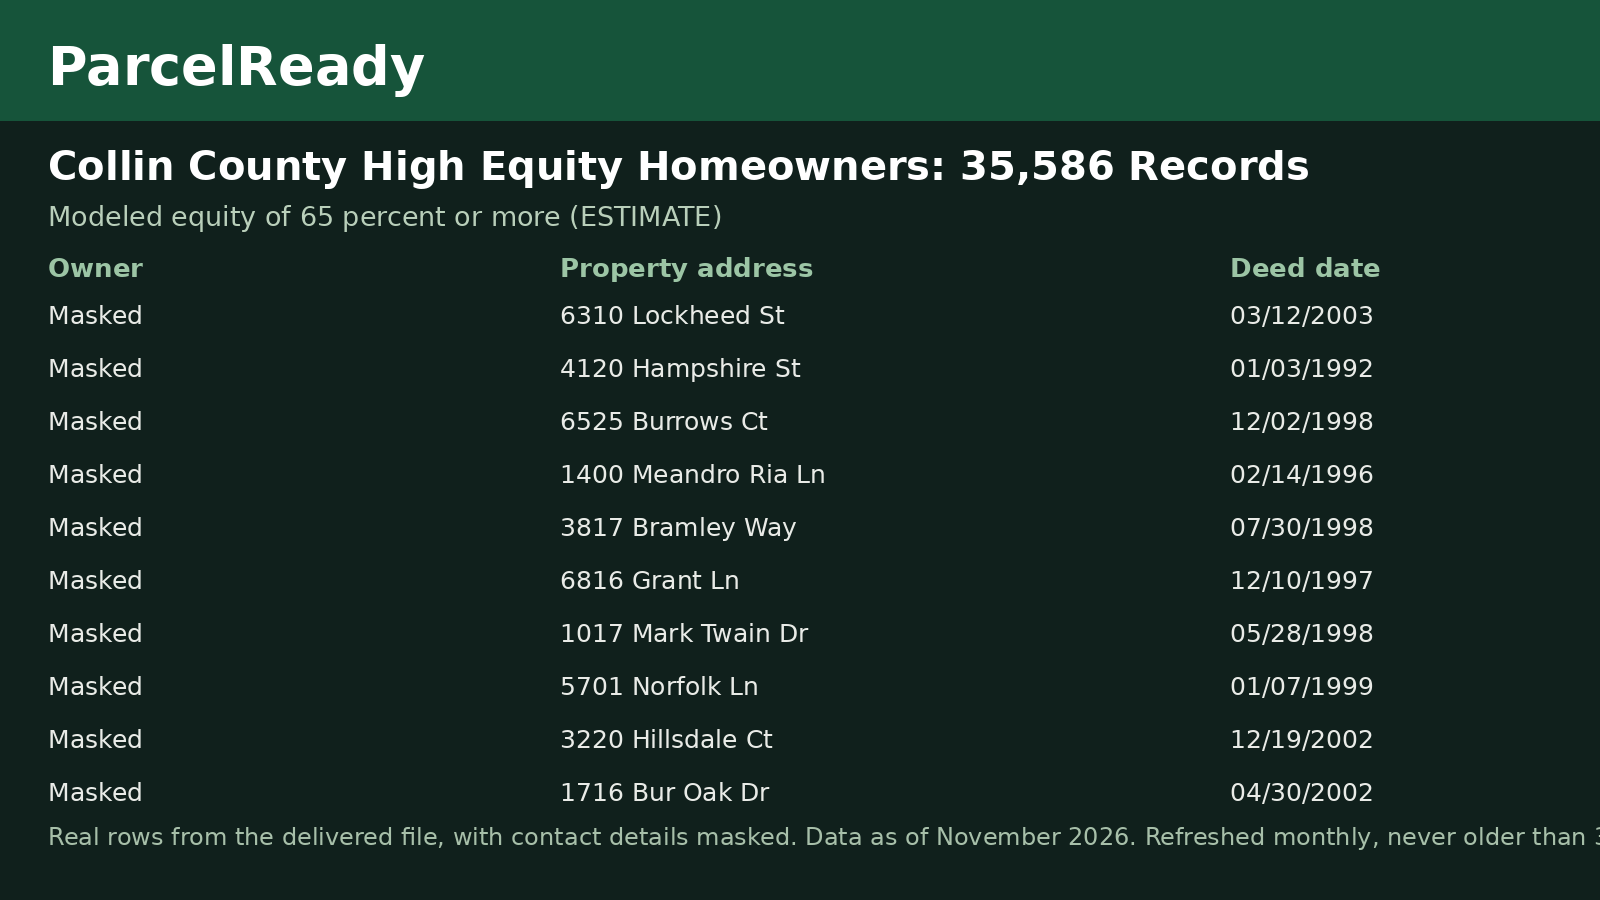 ParcelReady
Collin County High Equity Homeowners: 35,586 Records
Modeled equity of 65 percent or more (ESTIMATE)
Owner Property address Deed date
Masked 6310 Lockheed St 03/12/2003
Masked 4120 Hampshire St 01/03/1992
Masked 6525 Burrows Ct 12/02/1998
Masked 1400 Meandro Ria Ln 02/14/1996
Masked 3817 Bramley Way 07/30/1998
Masked 6816 Grant Ln 12/10/1997
Masked 1017 Mark Twain Dr 05/28/1998
Masked 5701 Norfolk Ln 01/07/1999
Masked 3220 Hillsdale Ct 12/19/2002
Masked 1716 Bur Oak Dr 04/30/2002
Real rows from the delivered file, with contact details masked. Data as of November 2026. Refreshed monthly, never older than